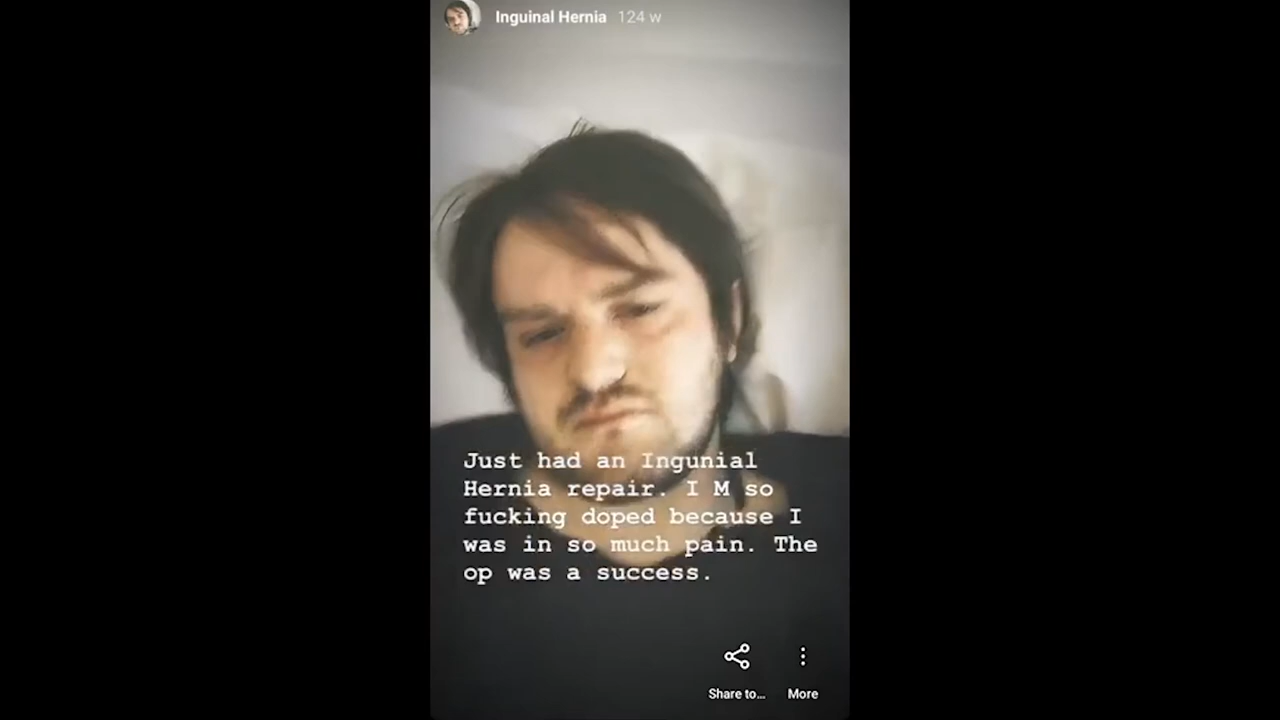 Inguinal Hernia 124 w
Just had an Ingunial
Hernia repair. I M so
fucking doped because I
was in so much pain. The
op was a success.
Share to... More